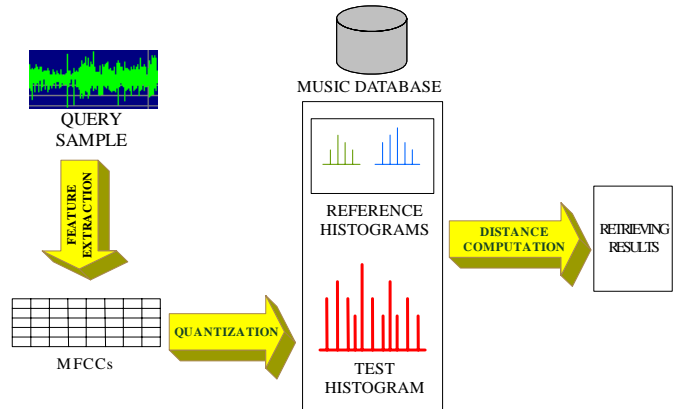 QUERY
SAMPLE
FEATURE
EXTRACTION
MFCCs
QUANTIZATION
MUSIC DATABASE
REFERENCE
HISTOGRAMS
TEST
HISTOGRAM
DISTANCE
COMPUTATION
RETRIEVING
RESULTS